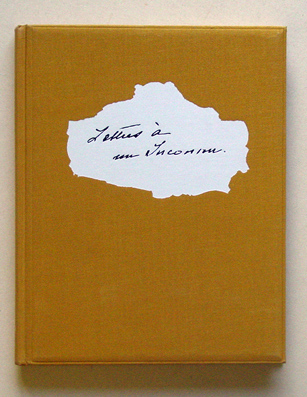 Lettres à
un Inconnu.